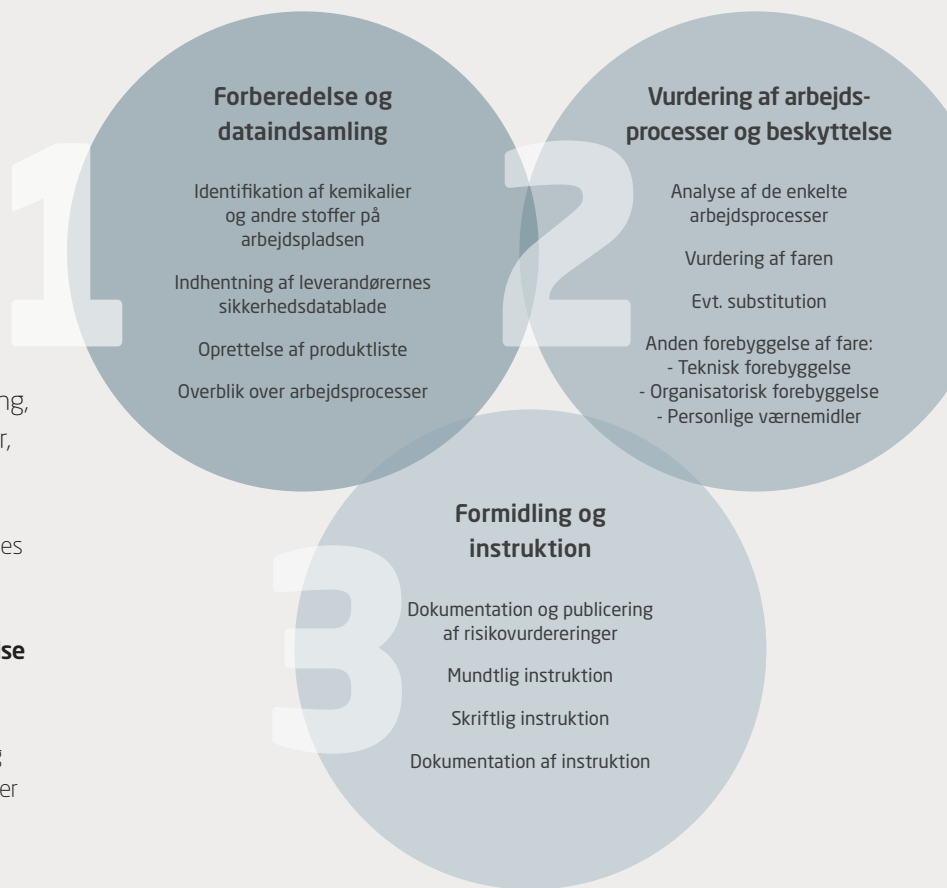 1
Forberedelse og
dataindsamling
Identifikation af kemikalier
og andre stoffer på
arbejdspladsen
Indhentning af leverandørernes
sikkerhedsdatablade
Oprettelse af produktliste
Overblik over arbejdsprocesser
2
Vurdering af arbejds-
processer og beskyttelse
Analyse af de enkelte
arbejdsprocesser
Vurdering af faren
Evt. substitution
Anden forebyggelse af fare:
- Teknisk forebyggelse
- Organisatorisk forebyggelse
- Personlige værnemidler
3
Formidling og
instruktion
Dokumentation og publicering
af risikovurdereringer
Mundtlig instruktion
Skriftlig instruktion
Dokumentation af instruktion